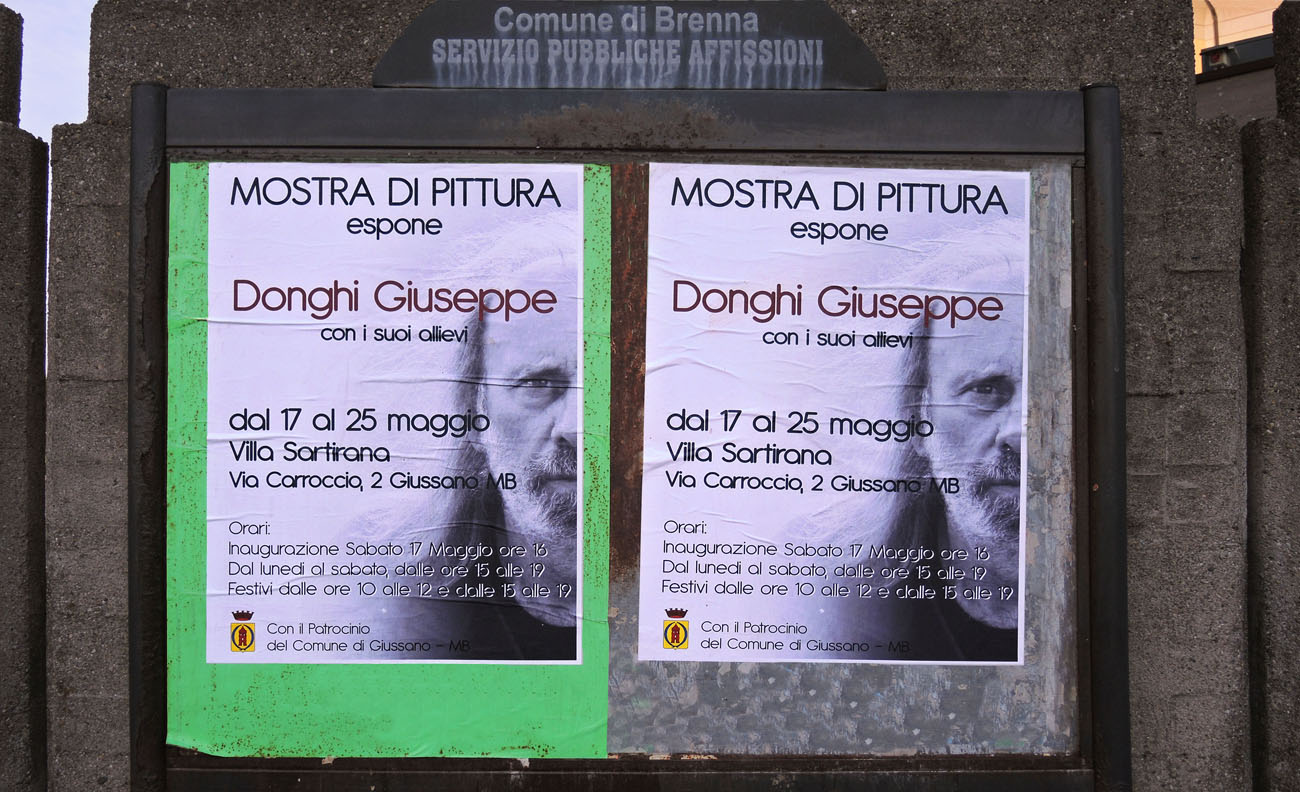 Comune di Brenna
SERVIZIO PUBBLICHE AFFISSIONI
MOSTRA DI PITTURA
espone
Donghi Giuseppe
con i suoi allievi
dal 17 al 25 maggio
Villa Sartirana
Via Carroccio, 2 Giussano MB
Orari:
Inaugurazione Sabato 17 Maggio ore 16
Dal lunedì al sabato, dalle ore 15 alle 19
Festivi dalle ore 10 alle 12 e dalle 15 alle 19
Con il Patrocinio
del Comune di Giussano - MB
MOSTRA DI PITTURA
espone
Donghi Giuseppe
con i suoi allievi
dal 17 al 25 maggio
Villa Sartirana
Via Carroccio, 2 Giussano MB
Orari:
Inaugurazione Sabato 17 Maggio ore 16
Dal lunedì al sabato, dalle ore 15 alle 19
Festivi dalle ore 10 alle 12 e dalle 15 alle 19
Con il Patrocinio
del Comune di Giussano - MB